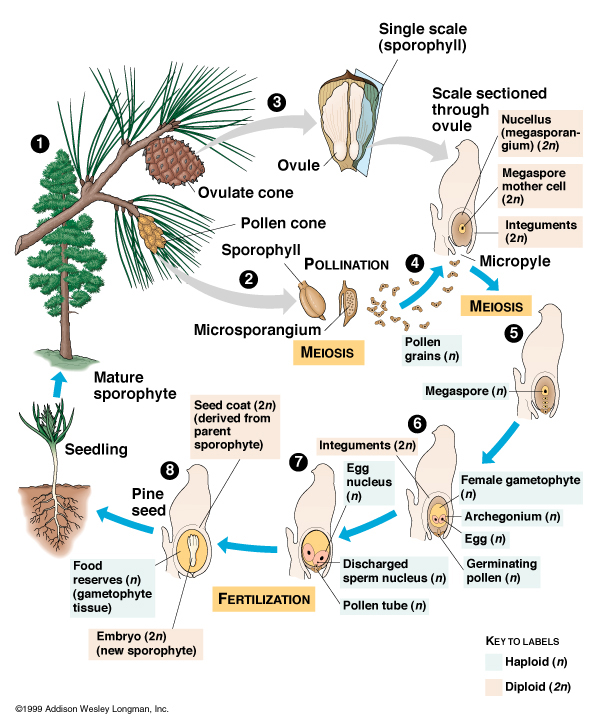 Single scale
(sporophyll)
3
Scale sectioned
through
ovule
Nucellus
(megasporan-
gium) (2n)
1
Ovule
Megaspore
mother cell
(2n)
Ovulate cone
Integuments
(2n)
Pollen cone
Sporophyll
POLLINATION
4
Micropyle
2
MEIOSIS
Microsporangium
MEIOSIS
Pollen
grains (n)
5
Mature
sporophyte
Megaspore (n)
Seed coat (2n)
(derived from
parent
sporophyte)
6
Integuments (2n)
Seedling
8
7
Egg
nucleus
(n)
Female gametophyte
(n)
Pine
seed
Archegonium (n)
Egg (n)
Food
reserves (n)
(gametophyte
tissue)
Discharged
sperm nucleus (n)
Germinating
pollen (n)
FERTILIZATION
Pollen tube (n)
Embryo (2n)
(new sporophyte)
KEY TO LABELS
Haploid (n)
Diploid (2n)
©1999 Addison Wesley Longman, Inc.